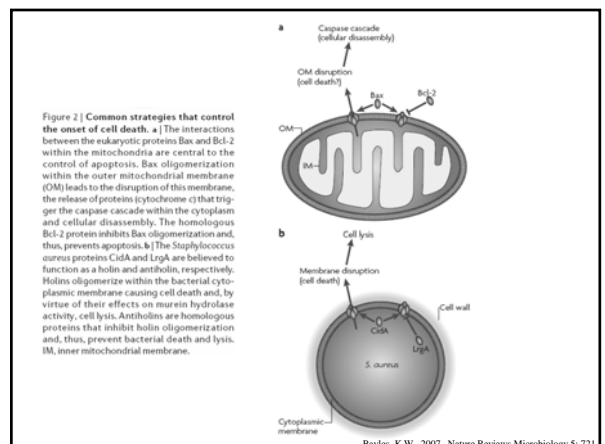 Figure 2 | Common strategies that control
the onset of cell death. a | The interactions
between the eukaryotic proteins Bax and Bcl-2
within the mitochondria are central to the
control of apoptosis. Bax oligomerization
within the outer mitochondrial membrane
(OM) leads to the disruption of this membrane,
the release of proteins (cytochrome c) that trig-
ger the caspase cascade within the cytoplasm
and cellular disassembly. The homologous
Bcl-2 protein inhibits Bax oligomerization and,
thus, prevents apoptosis. b | The Staphylococcus
aureus proteins CidA and LrgA are believed to
function as a holin and antiholin, respectively.
Holins oligomerize within the bacterial cyto-
plasmic membrane causing cell death and, by
virtue of their effects on murein hydrolase
activity, cell lysis. Antiholins are homologous
proteins that inhibit holin oligomerization
and, thus, prevent bacterial death and lysis.
IM, inner mitochondrial membrane.
a
Caspase cascade
(cellular disassembly)
OM disruption
(cell death?)
Bax
Bcl-2
OM
IM
b
Cell lysis
Membrane disruption
(cell death)
Cell wall
CidA
LrgA
S. aureus
Cytoplasmic
membrane
Bayles, K.W., 2007, Nature Reviews Microbiology 5: 721